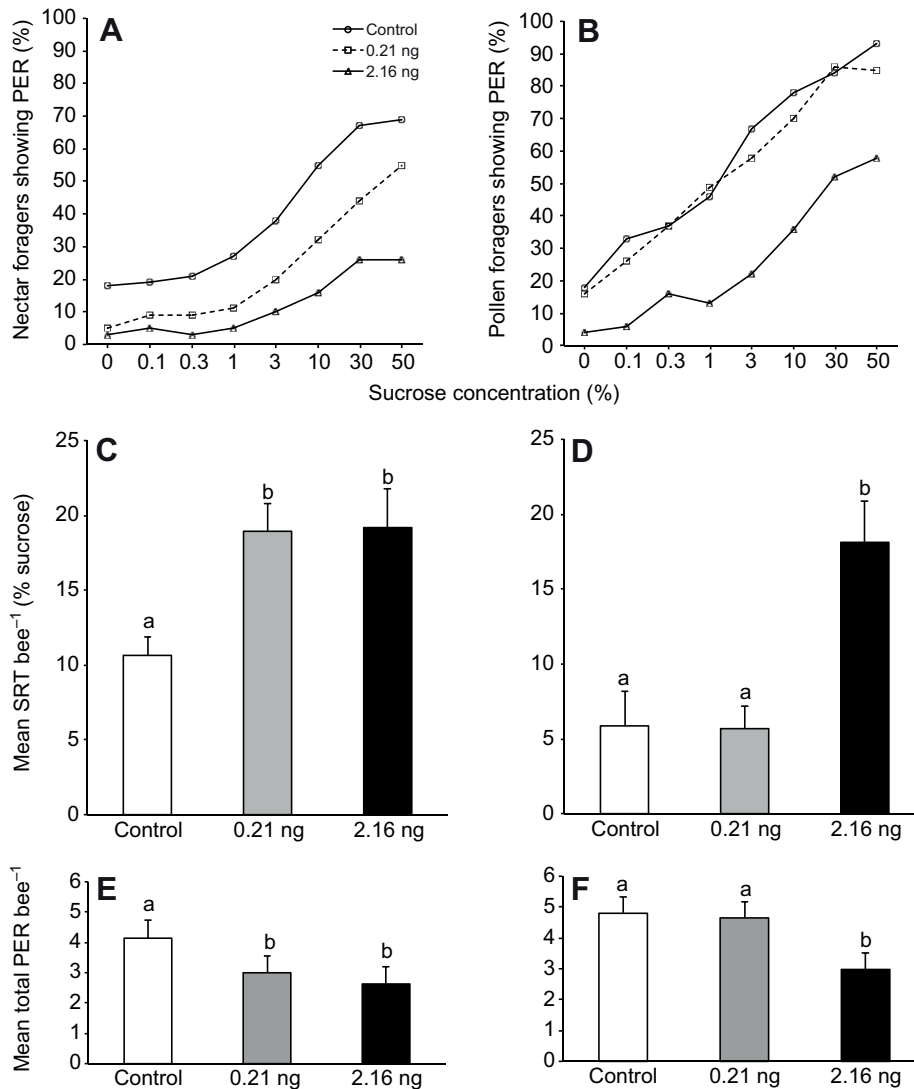 A
Control
0.21 ng
2.16 ng
Nectar foragers showing PER (%)
100
90
80
70
60
50
40
30
20
10
0
0 0.1 0.3 1 3 10 30 50
B
Pollen foragers showing PER (%)
100
90
80
70
60
50
40
30
20
10
0
0 0.1 0.3 1 3 10 30 50
Sucrose concentration (%)
C
Mean SRT bee⁻¹ (% sucrose)
25
20
15
10
5
0
a
b
b
Control 0.21 ng 2.16 ng
D
25
20
15
10
5
0
a
a
b
Control 0.21 ng 2.16 ng
E
Mean total PER bee⁻¹
6
5
4
3
2
1
0
a
b
b
Control 0.21 ng 2.16 ng
F
6
5
4
3
2
1
0
a
a
b
Control 0.21 ng 2.16 ng